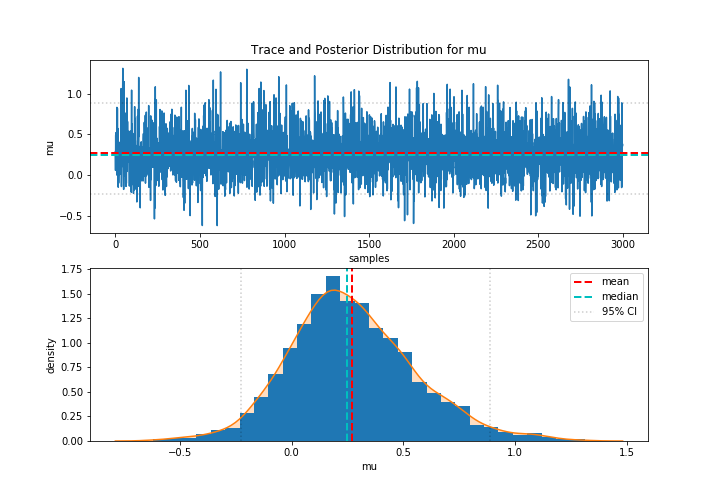 Trace and Posterior Distribution for mu
1.0
0.5
0.0
−0.5
mu
0 500 1000 1500 2000 2500 3000
samples
1.75
1.50
1.25
1.00
0.75
0.50
0.25
0.00
density
mean
median
95% CI
−0.5 0.0 0.5 1.0 1.5
mu